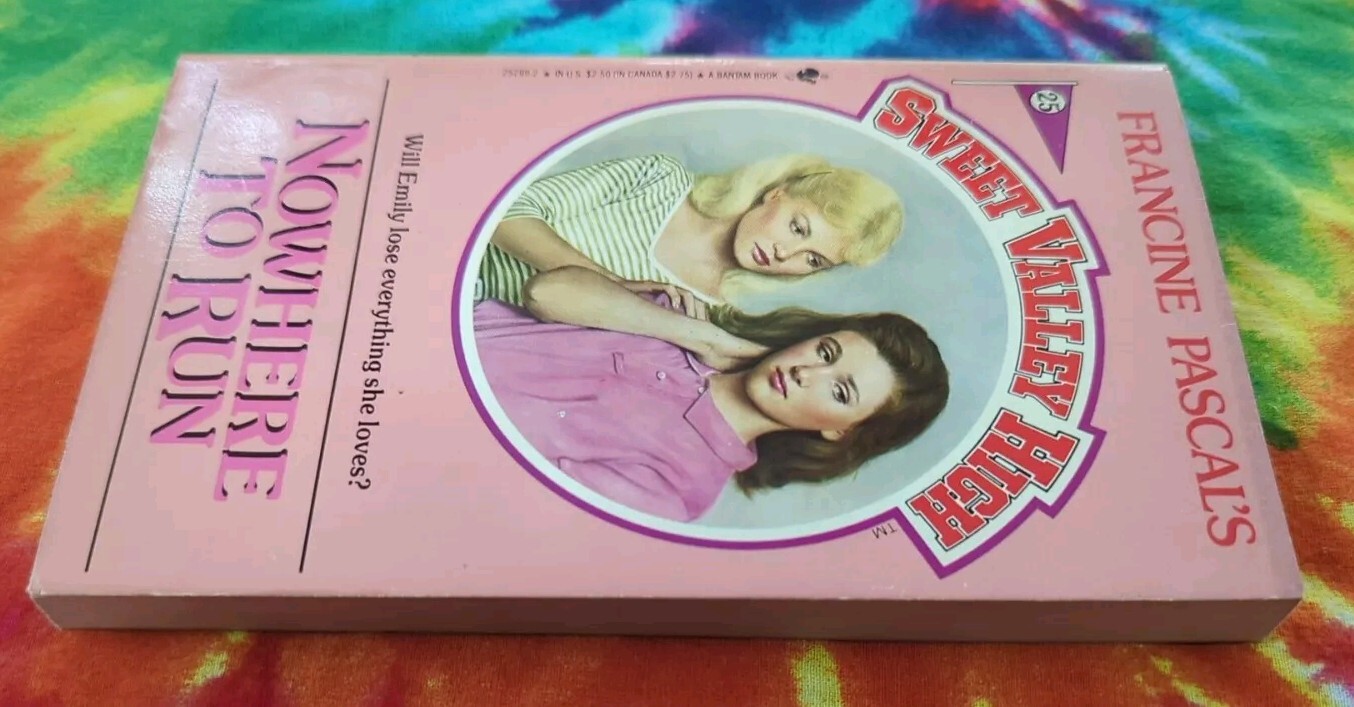 FRANCINE PASCAL'S
25
SWEET VALLEY HIGH
TM
IN U.S. $2.50 (IN CANADA $2.75) ▲ A BANTAM BOOK
Will Emily lose everything she loves?
NOWHERE
TO RUN